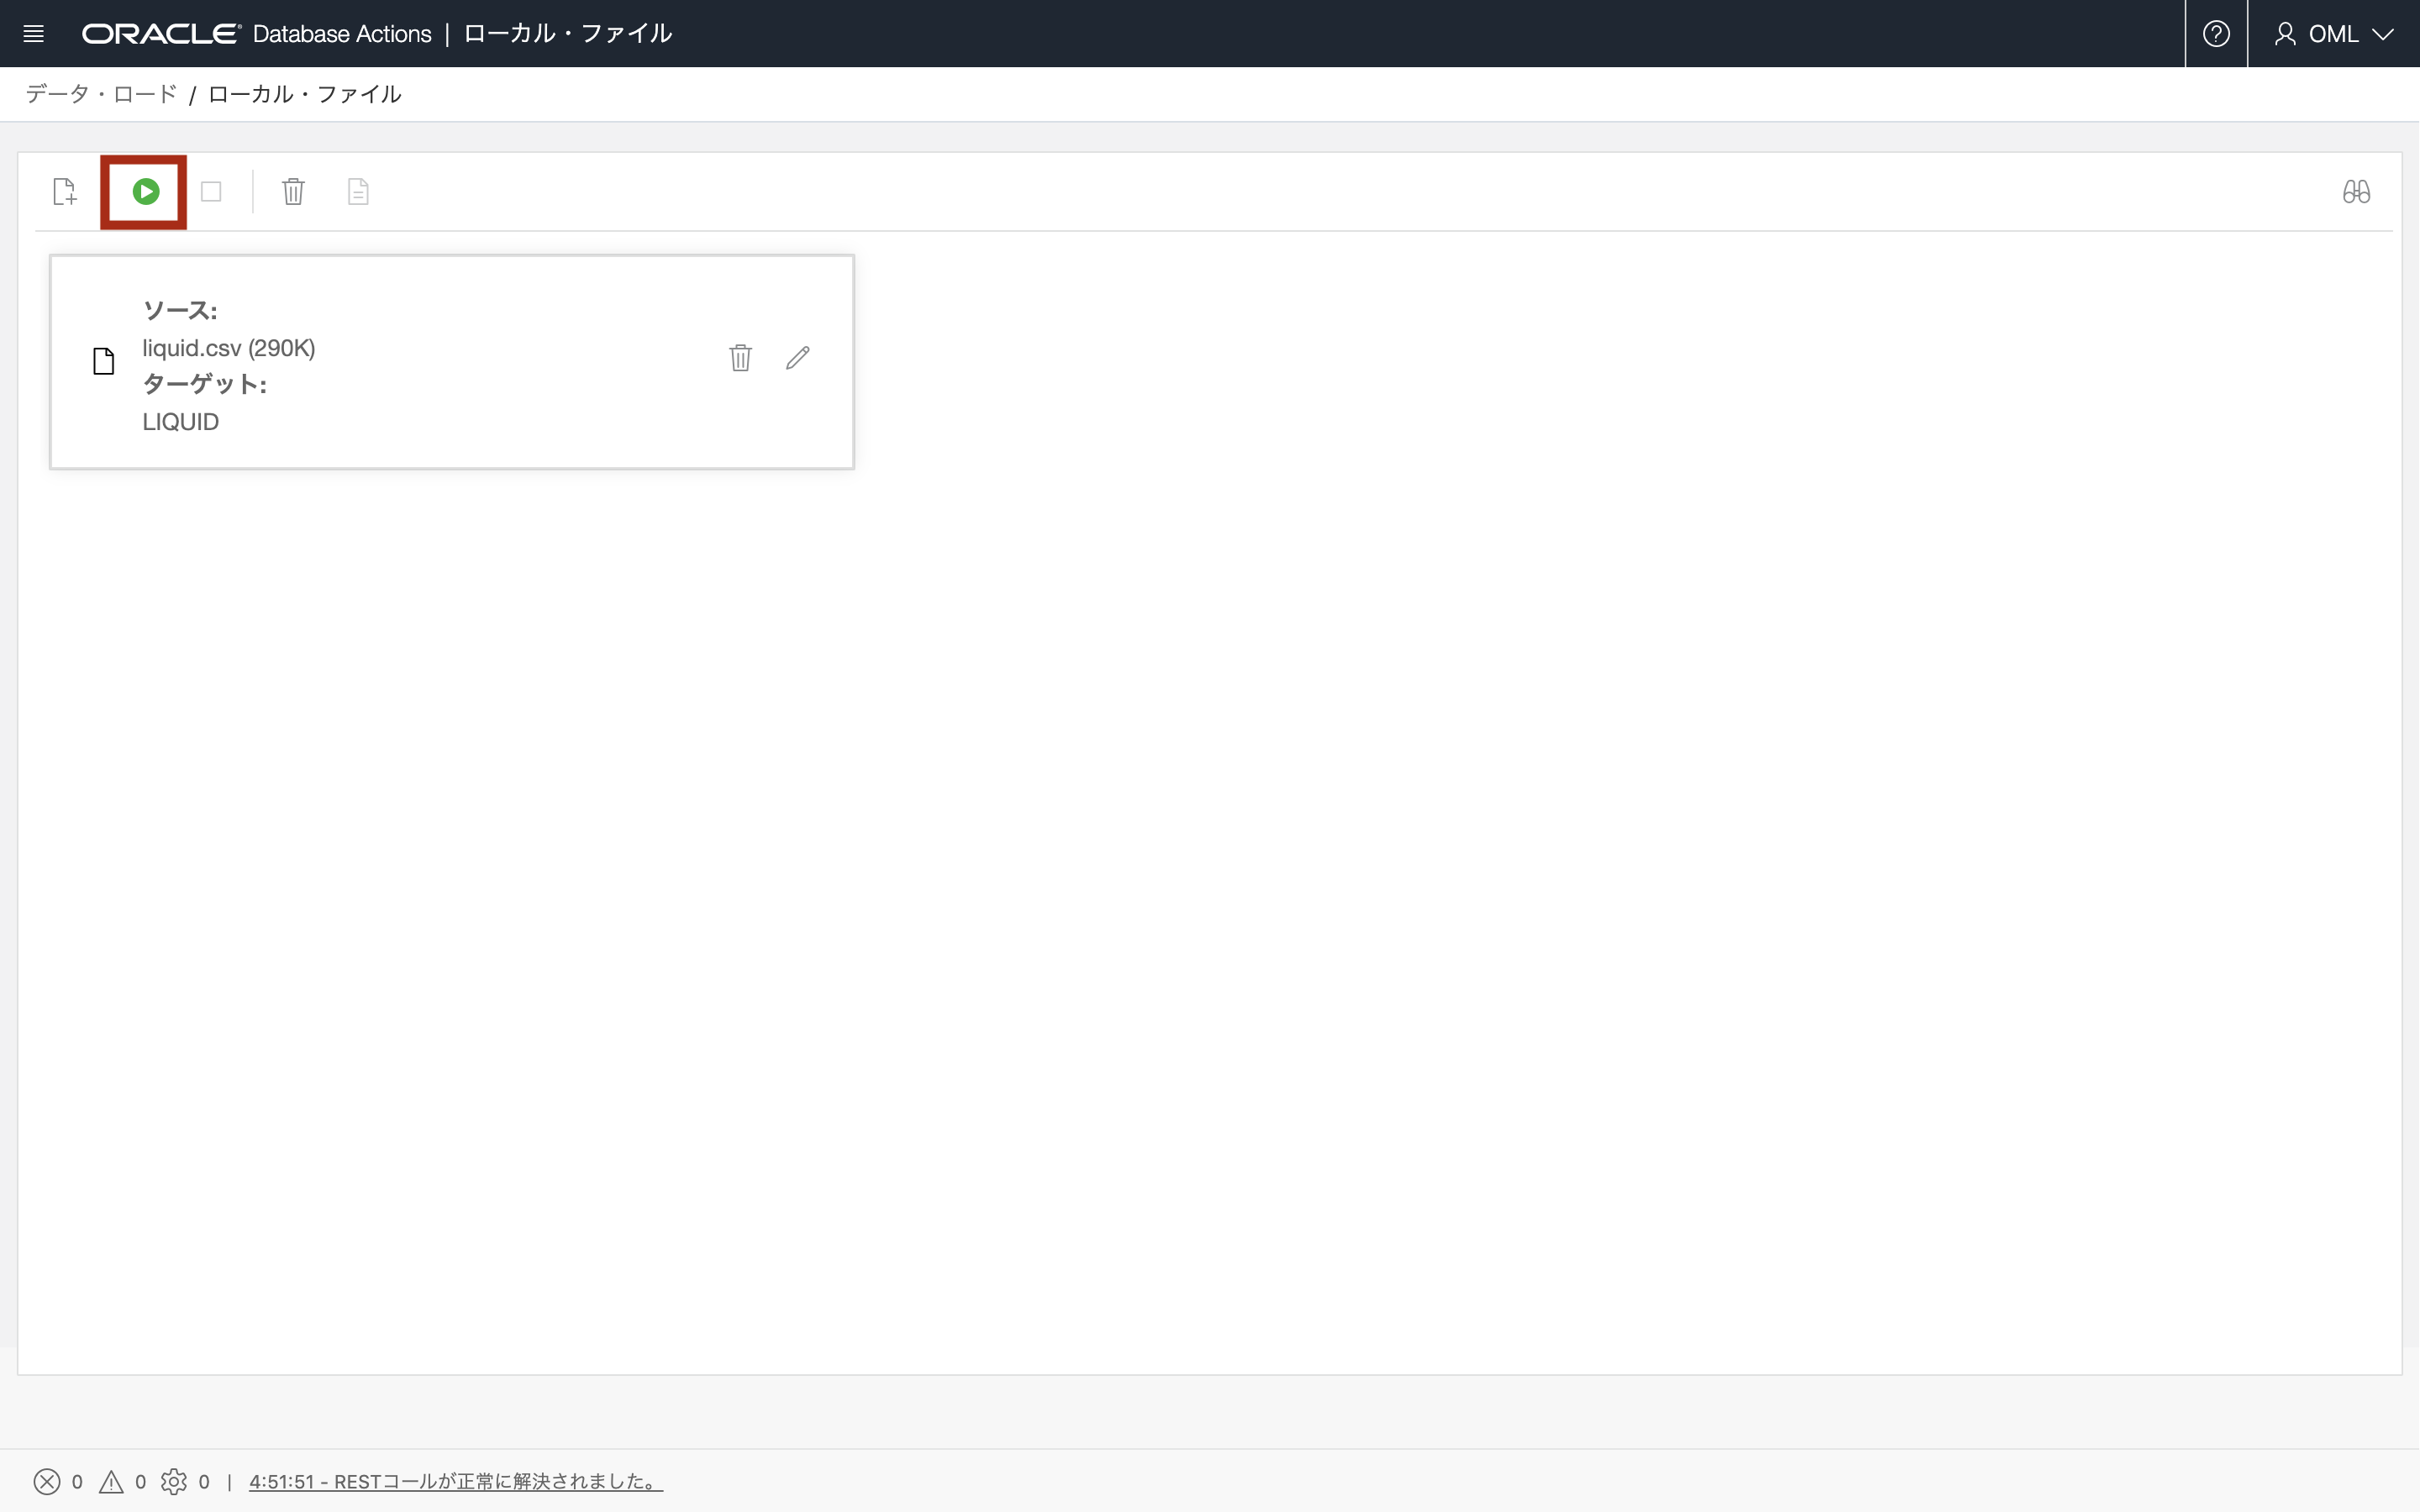 ORACLE® Database Actions | ローカル・ファイル
OML
データ・ロード / ローカル・ファイル
ソース:
liquid.csv (290K)
ターゲット:
LIQUID
0 0 0 | 4:51:51 - RESTコールが正常に解決されました。